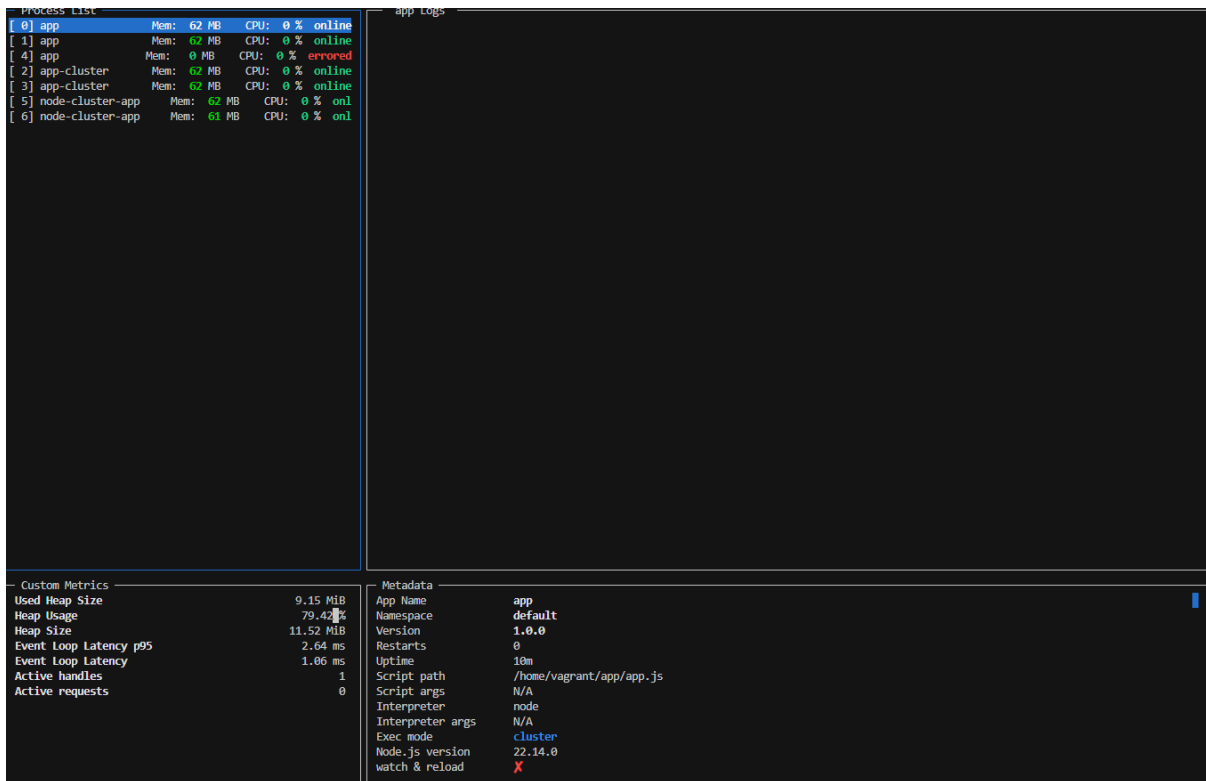 Process List
[ 0] app Mem: 62 MB CPU: 0 % online
[ 1] app Mem: 62 MB CPU: 0 % online
[ 4] app Mem: 0 MB CPU: 0 % errored
[ 2] app-cluster Mem: 62 MB CPU: 0 % online
[ 3] app-cluster Mem: 62 MB CPU: 0 % online
[ 5] node-cluster-app Mem: 62 MB CPU: 0 % onl
[ 6] node-cluster-app Mem: 61 MB CPU: 0 % onl
app Logs
Custom Metrics
Used Heap Size 9.15 MiB
Heap Usage 79.42 %
Heap Size 11.52 MiB
Event Loop Latency p95 2.64 ms
Event Loop Latency 1.06 ms
Active handles 1
Active requests 0
Metadata
App Name app
Namespace default
Version 1.0.0
Restarts 0
Uptime 10m
Script path /home/vagrant/app/app.js
Script args N/A
Interpreter node
Interpreter args N/A
Exec mode cluster
Node.js version 22.14.0
watch & reload ✘